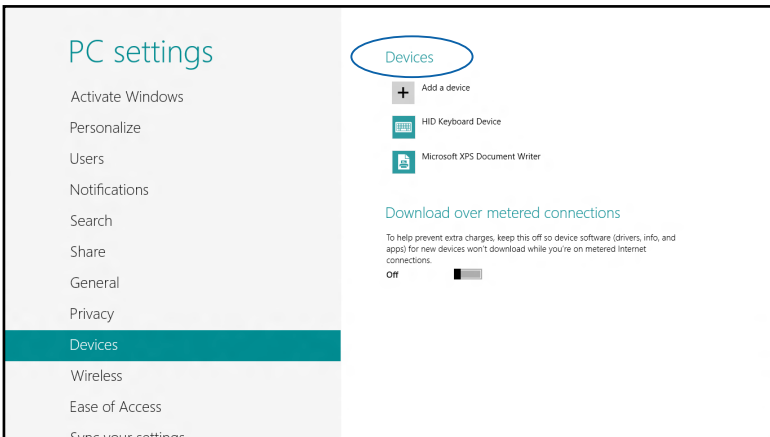 PC settings
Activate Windows
Personalize
Users
Notifications
Search
Share
General
Privacy
Devices
Wireless
Ease of Access
Sync your settings
Devices
Add a device
HID Keyboard Device
Microsoft XPS Document Writer
Download over metered connections
To help prevent extra charges, keep this off so device software (drivers, info, and
apps) for new devices won't download while you're on metered Internet
connections.
Off